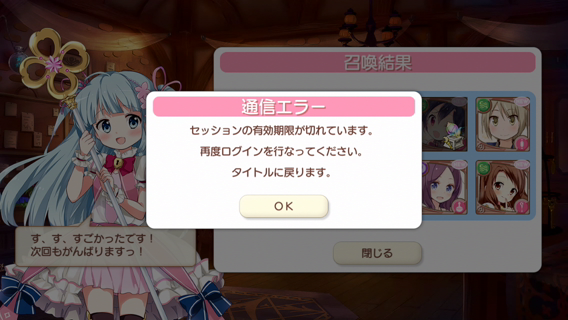 召喚結果
通信エラー
セッションの有効期限が切れています。
再度ログインを行なってください。
タイトルに戻ります。
OK
す、す、すごかったです！
次回もがんばりますっ！
閉じる